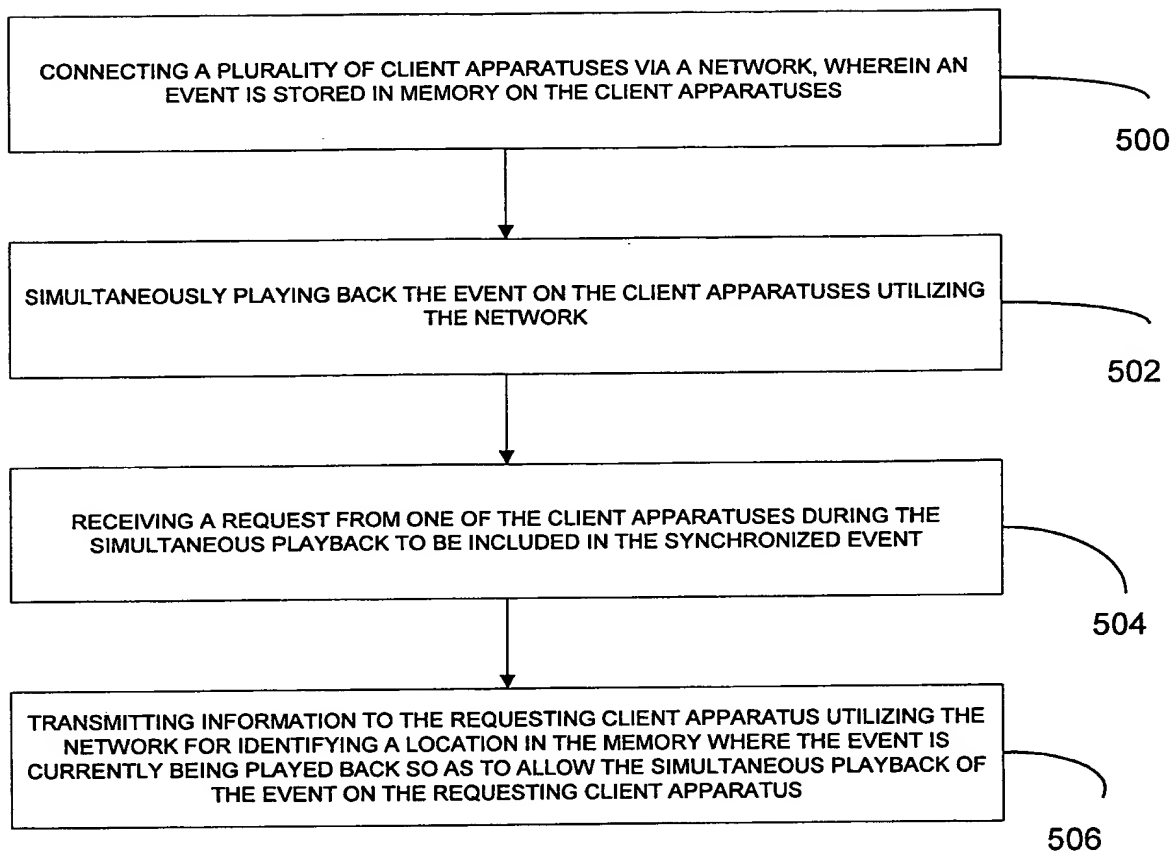 CONNECTING A PLURALITY OF CLIENT APPARATUSES VIA A NETWORK, WHEREIN AN
EVENT IS STORED IN MEMORY ON THE CLIENT APPARATUSES
500
SIMULTANEOUSLY PLAYING BACK THE EVENT ON THE CLIENT APPARATUSES UTILIZING
THE NETWORK
502
RECEIVING A REQUEST FROM ONE OF THE CLIENT APPARATUSES DURING THE
SIMULTANEOUS PLAYBACK TO BE INCLUDED IN THE SYNCHRONIZED EVENT
504
TRANSMITTING INFORMATION TO THE REQUESTING CLIENT APPARATUS UTILIZING THE
NETWORK FOR IDENTIFYING A LOCATION IN THE MEMORY WHERE THE EVENT IS
CURRENTLY BEING PLAYED BACK SO AS TO ALLOW THE SIMULTANEOUS PLAYBACK OF
THE EVENT ON THE REQUESTING CLIENT APPARATUS
506